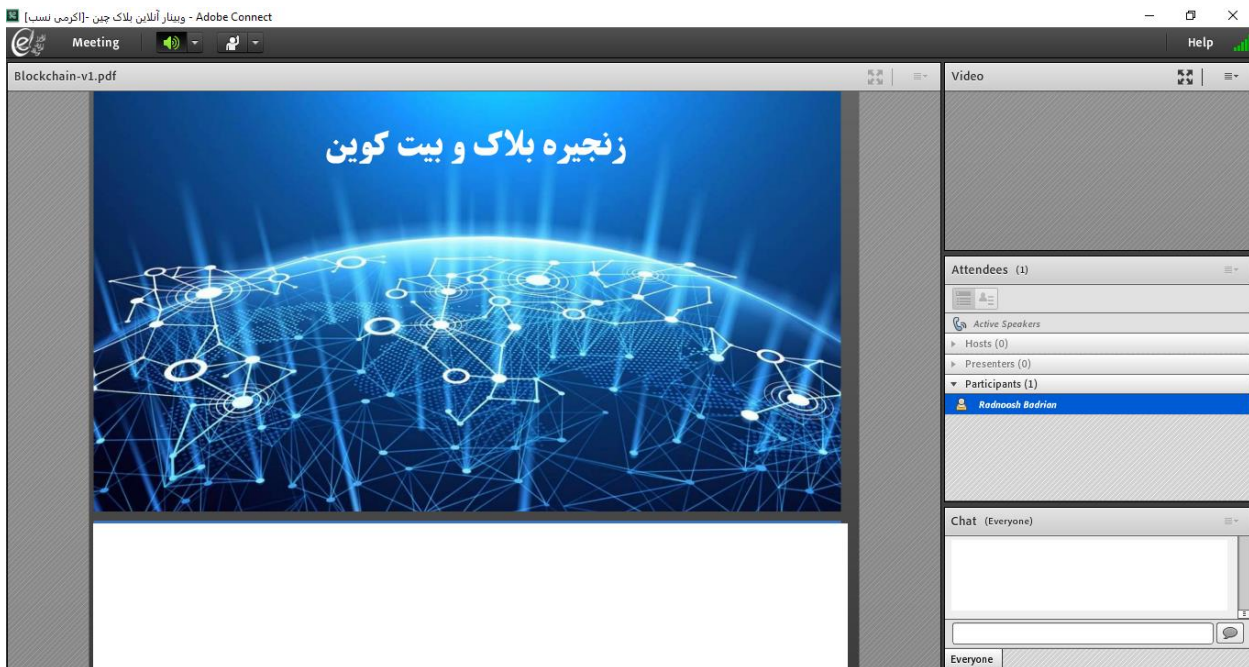 وبینار آنلاین بلاک چین -[اکرمی نسب] - Adobe Connect
Meeting
Help
Blockchain-v1.pdf
زنجیره بلاک و بیت کوین
Video
Attendees (1)
Active Speakers
Hosts (0)
Presenters (0)
Participants (1)
Radnoosh Badrian
Chat (Everyone)
Everyone